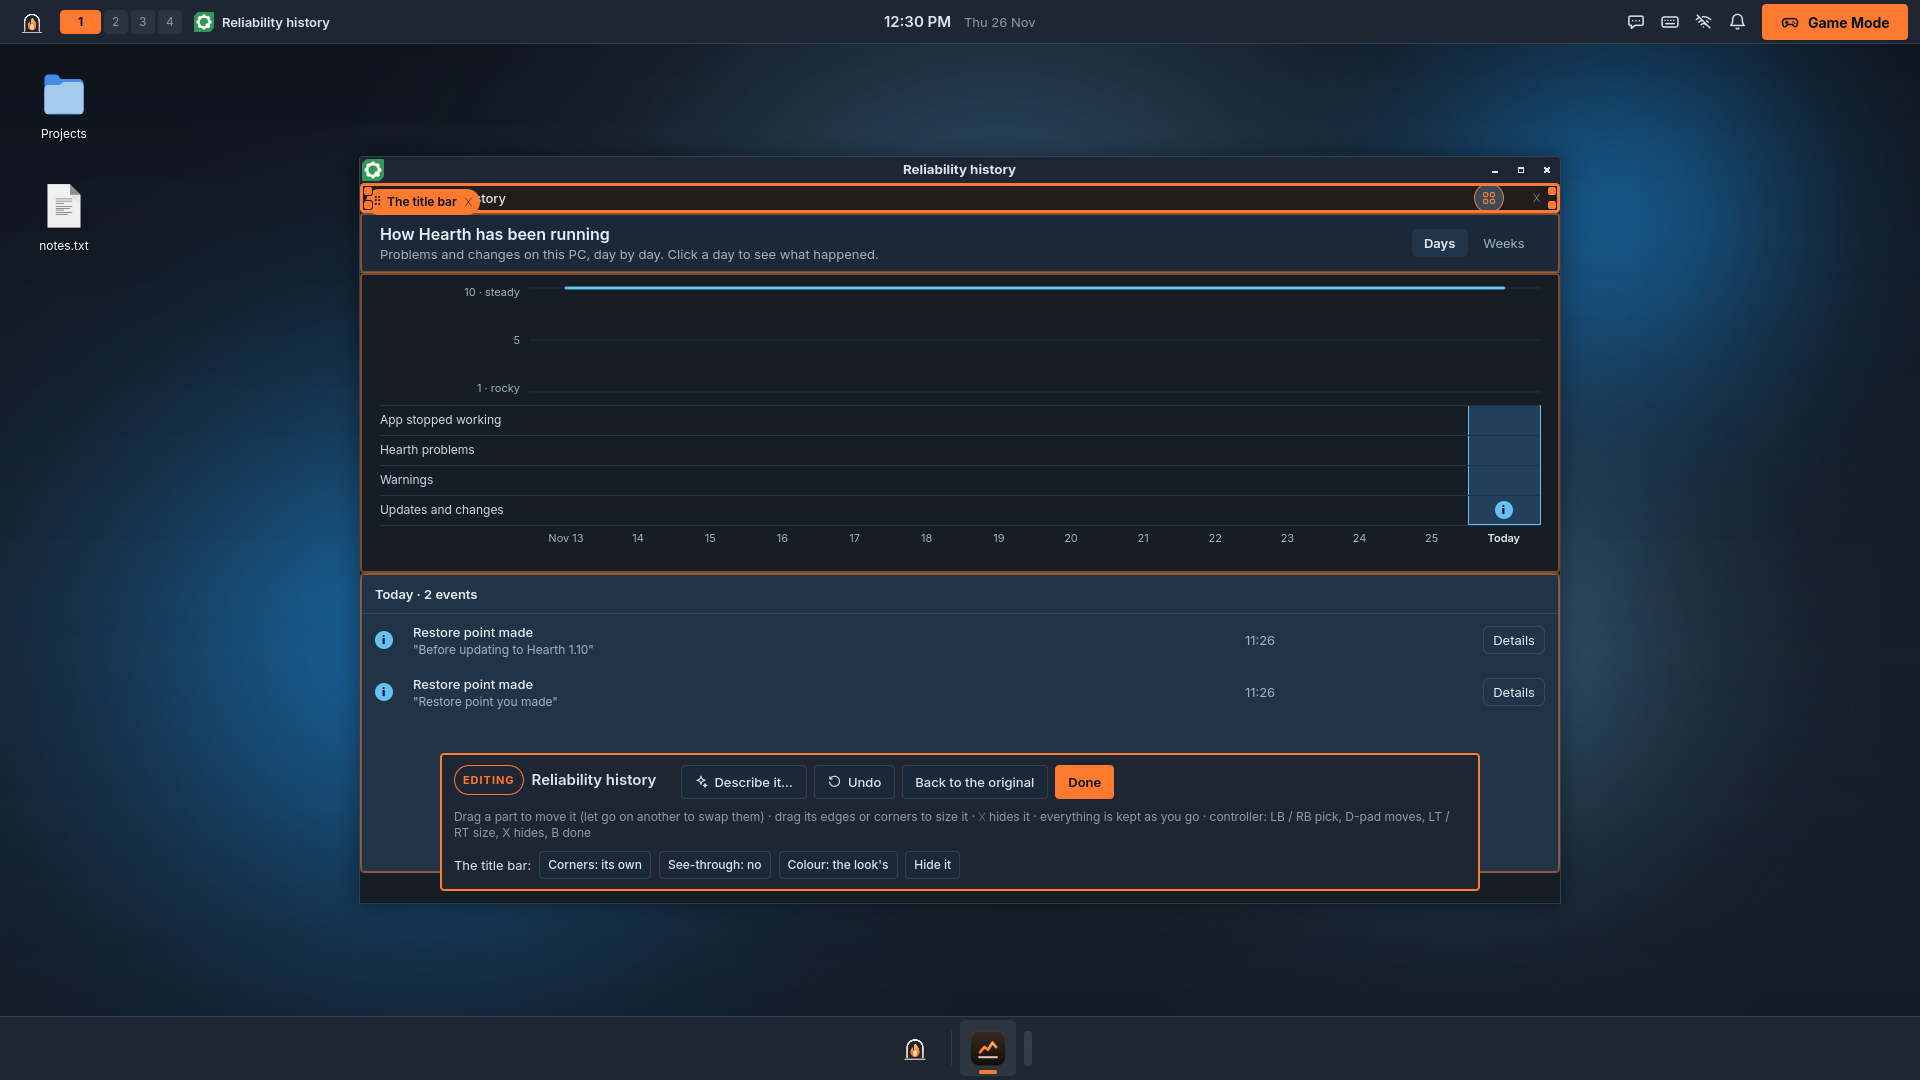 1 2 3 4 Reliability history 12:30 PM Thu 26 Nov Game Mode
Projects
notes.txt
Reliability history
The title bar X story X
How Hearth has been running
Problems and changes on this PC, day by day. Click a day to see what happened.
Days Weeks
10 · steady
5
1 · rocky
App stopped working
Hearth problems
Warnings
Updates and changes
Nov 13 14 15 16 17 18 19 20 21 22 23 24 25 Today
Today · 2 events
Restore point made
"Before updating to Hearth 1.10"
11:26 Details
Restore point made
"Restore point you made"
11:26 Details
EDITING Reliability history Describe it... Undo Back to the original Done
Drag a part to move it (let go on another to swap them) · drag its edges or corners to size it · X hides it · everything is kept as you go · controller: LB / RB pick, D-pad moves, LT /
RT size, X hides, B done
The title bar: Corners: its own See-through: no Colour: the look's Hide it